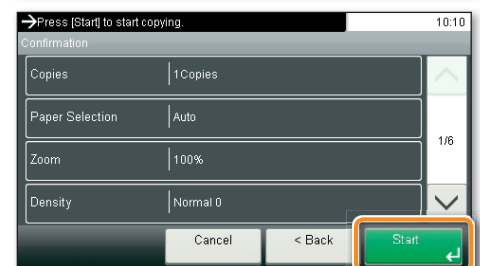 Press [Start] to start copying. 10:10
Confirmation
Copies 1Copies
Paper Selection Auto
1/6
Zoom 100%
Density Normal 0
Cancel < Back Start